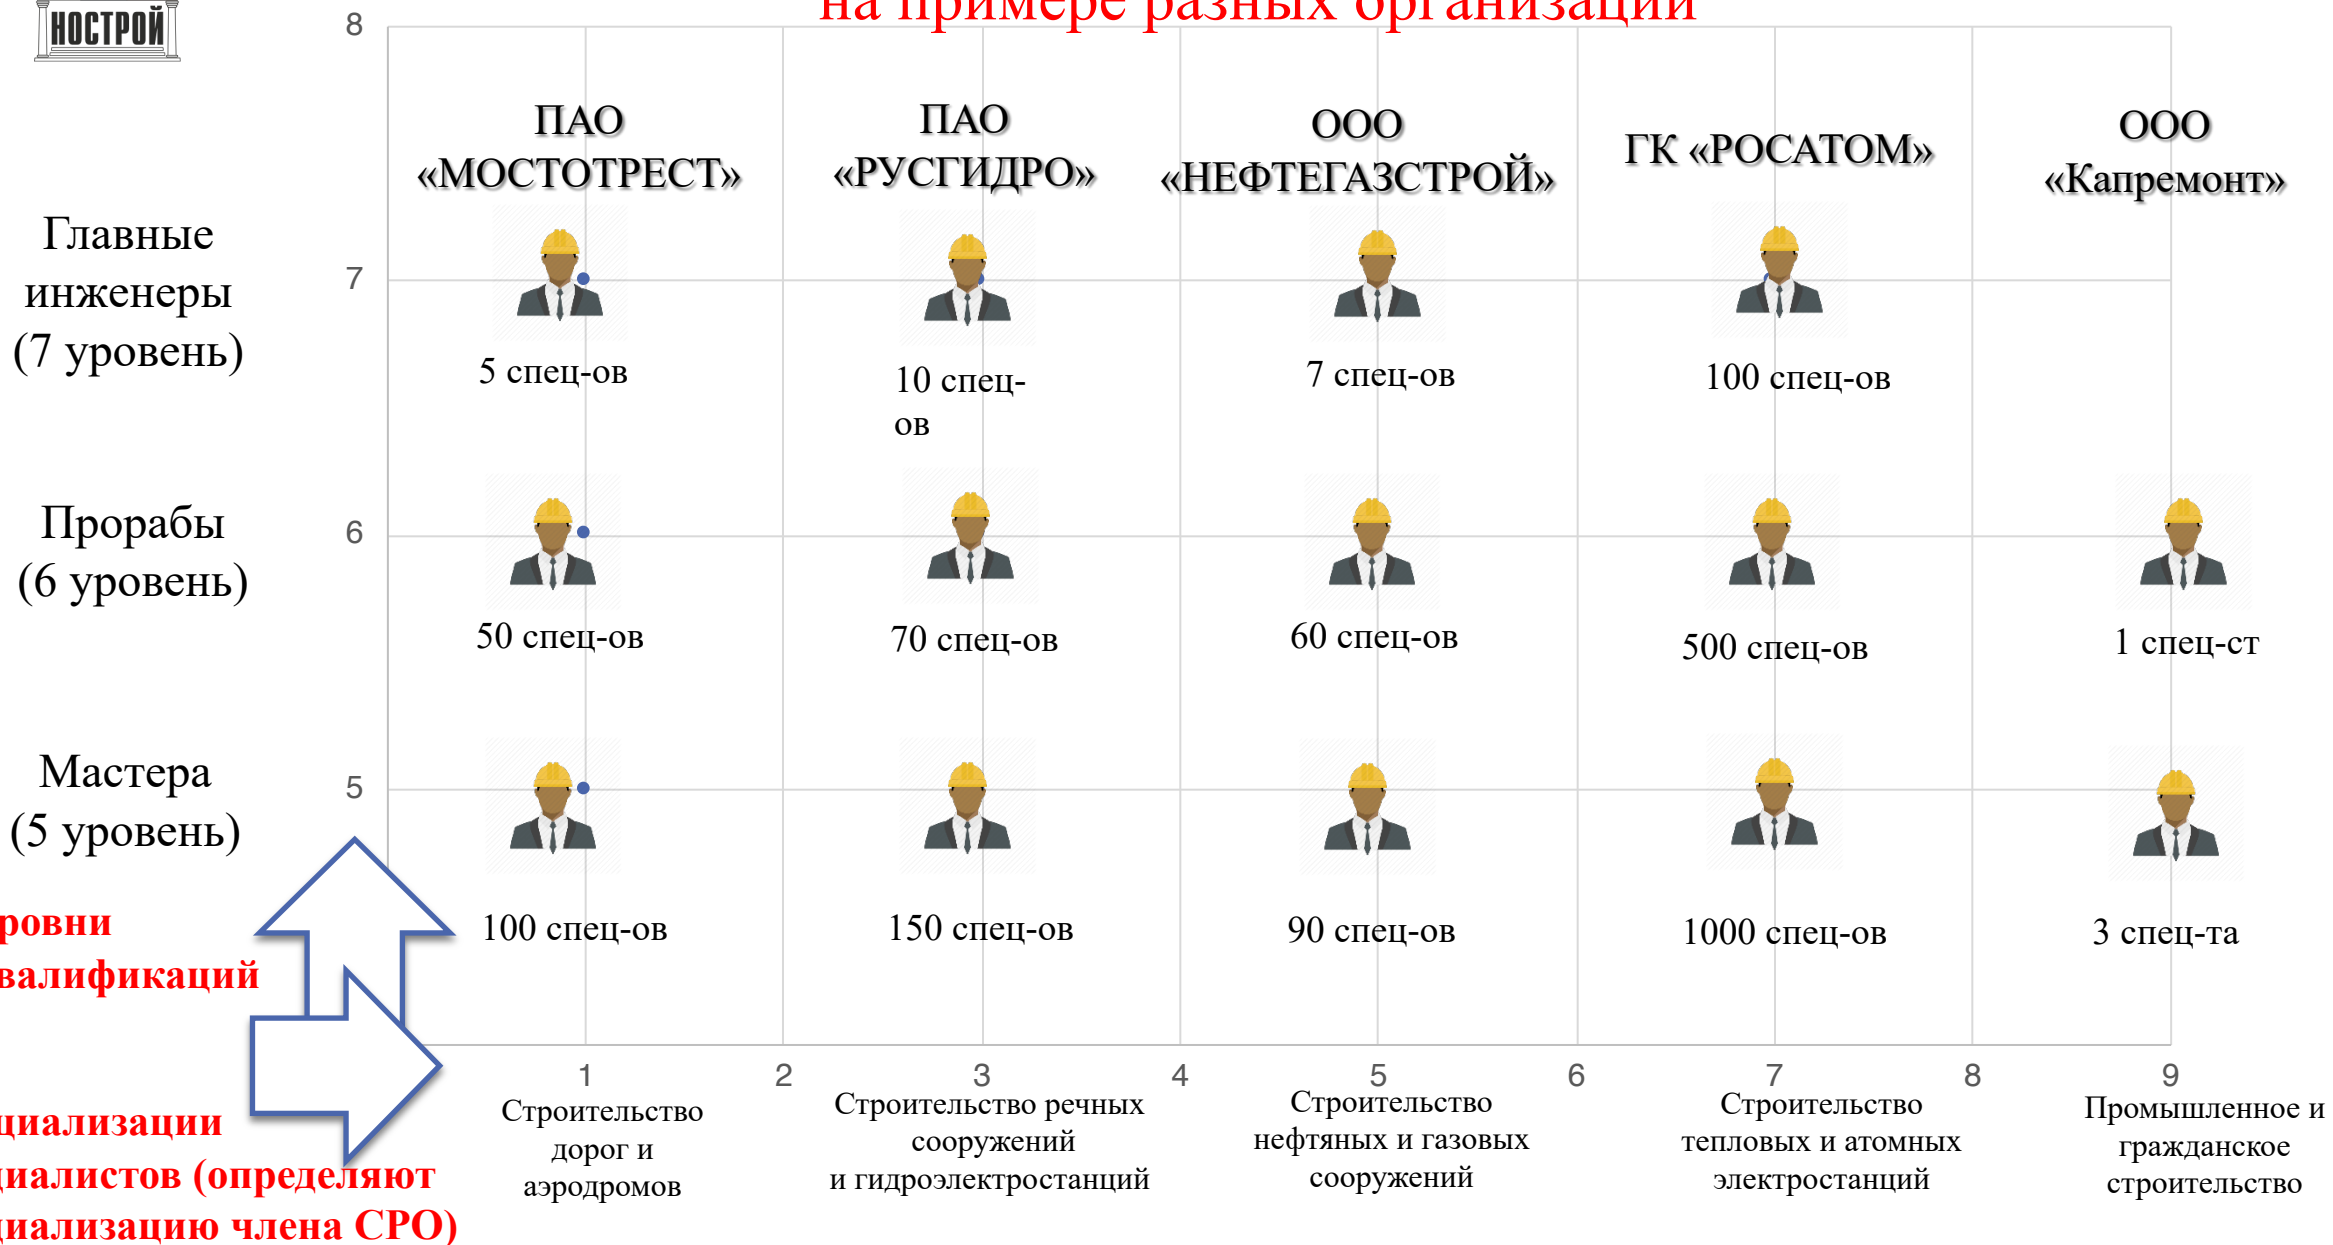 на примере разных организаций
НОСТРОЙ
8
ПАО
«МОСТОТРЕСТ»
ПАО
«РУСГИДРО»
ООО
«НЕФТЕГАЗСТРОЙ»
ГК «РОСАТОМ»
ООО
«Капремонт»
Главные
инженеры
(7 уровень)
7
5 спец-ов
10 спец-
ов
7 спец-ов
100 спец-ов
Прорабы
(6 уровень)
6
50 спец-ов
70 спец-ов
60 спец-ов
500 спец-ов
1 спец-ст
Мастера
(5 уровень)
5
100 спец-ов
150 спец-ов
90 спец-ов
1000 спец-ов
3 спец-та
ровни
валификаций
1 2 3 4 5 6 7 8 9
Строительство
дорог и
аэродромов
Строительство речных
сооружений
и гидроэлектростанций
Строительство
нефтяных и газовых
сооружений
Строительство
тепловых и атомных
электростанций
Промышленное и
гражданское
строительство
циализации
циалистов (определяют
циализацию члена СРО)